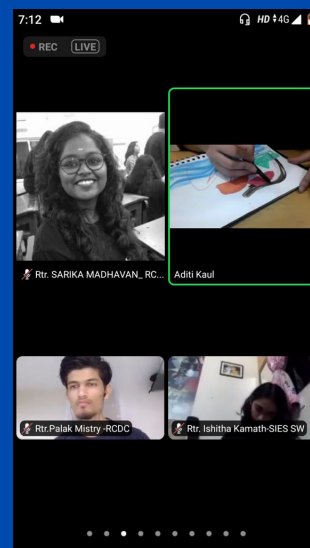 7:12 HD 4G
REC LIVE
Rtr. SARIKA MADHAVAN_ RC...
Aditi Kaul
Rtr.Palak Mistry -RCDC
Rtr. Ishitha Kamath-SIES SW